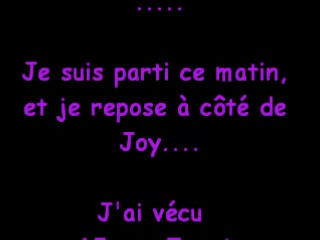 .....
Je suis parti ce matin,
et je repose à côté de
Joy....
J'ai vécu